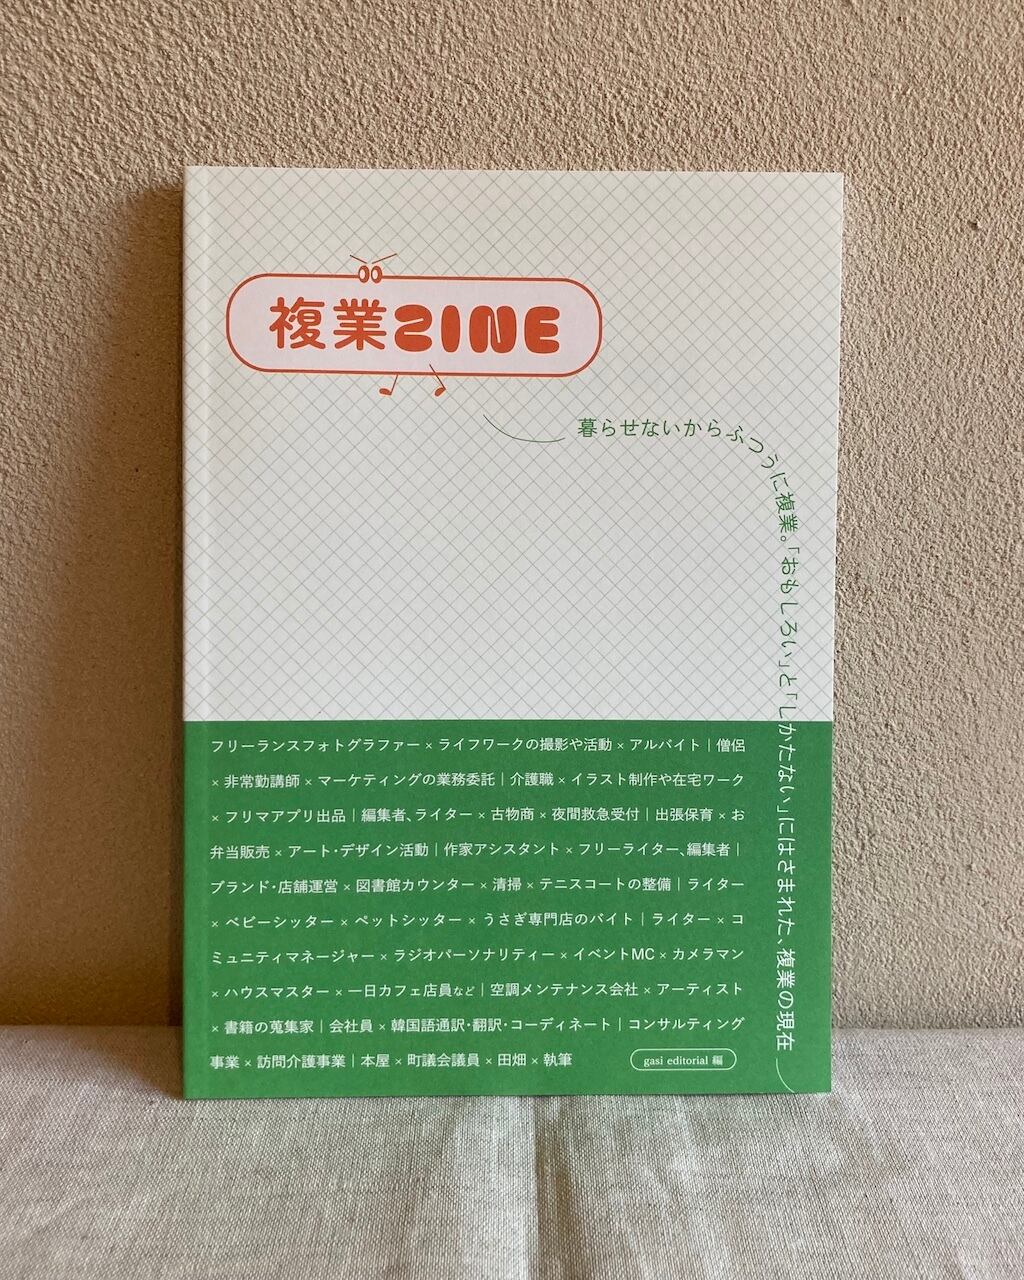 複業ZINE
暮らせないからふつうに複業。「おもしろい」と「しかたない」にはさまれた、複業の現在
フリーランスフォトグラファー × ライフワークの撮影や活動 × アルバイト｜僧侶
× 非常勤講師 × マーケティングの業務委託｜介護職 × イラスト制作や在宅ワーク
× フリマアプリ出品｜編集者、ライター × 古物商 × 夜間救急受付｜出張保育 × お
弁当販売 × アート・デザイン活動｜作家アシスタント × フリーライター、編集者｜
ブランド・店舗運営 × 図書館カウンター × 清掃 × テニスコートの整備｜ライター
× ベビーシッター × ペットシッター × うさぎ専門店のバイト｜ライター × コ
ミュニティマネージャー × ラジオパーソナリティー × イベントMC × カメラマン
× ハウスマスター × 一日カフェ店員など｜空調メンテナンス会社 × アーティスト
× 書籍の蒐集家｜会社員 × 韓国語通訳・翻訳・コーディネート｜コンサルティング
事業 × 訪問介護事業｜本屋 × 町議会議員 × 田畑 × 執筆
gasi editorial 編